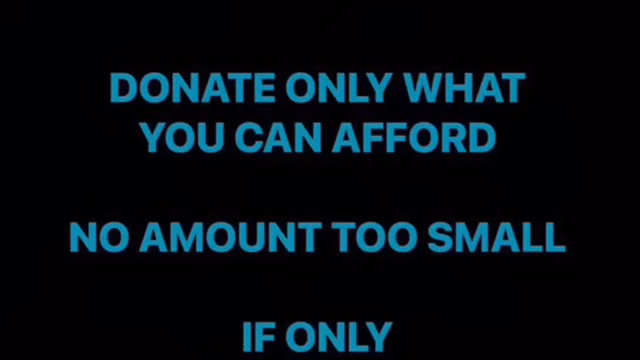 DONATE ONLY WHAT
YOU CAN AFFORD
NO AMOUNT TOO SMALL
IF ONLY